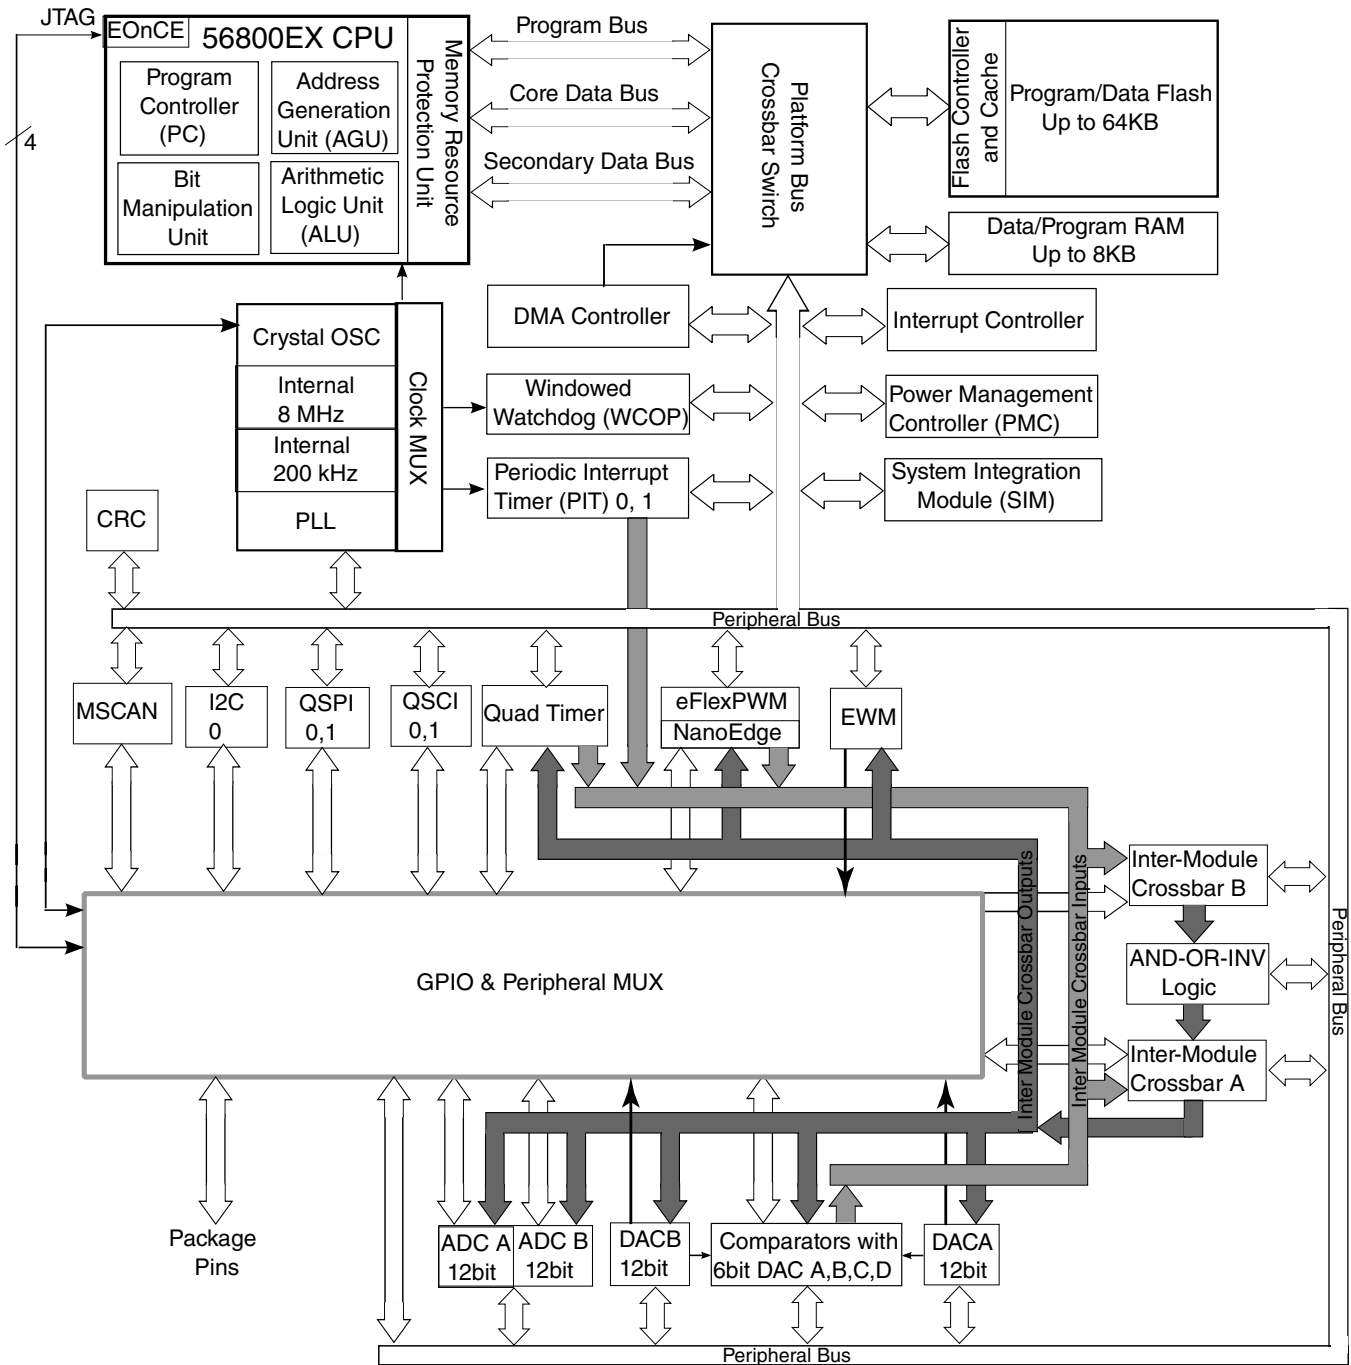 JTAG
EOnCE
56800EX CPU
Program
Controller
(PC)
Address
Generation
Unit (AGU)
Bit
Manipulation
Unit
Arithmetic
Logic Unit
(ALU)
Memory Resource
Protection Unit
4
Program Bus
Core Data Bus
Secondary Data Bus
Platform Bus
Crossbar Swirch
Flash Controller
and Cache
Program/Data Flash
Up to 64KB
Data/Program RAM
Up to 8KB
Crystal OSC
Internal
8 MHz
Internal
200 kHz
PLL
Clock MUX
DMA Controller
Windowed
Watchdog (WCOP)
Periodic Interrupt
Timer (PIT) 0, 1
Interrupt Controller
Power Management
Controller (PMC)
System Integration
Module (SIM)
CRC
Peripheral Bus
MSCAN
I2C
0
QSPI
0,1
QSCI
0,1
Quad Timer
eFlexPWM
NanoEdge
EWM
Inter Module Crossbar Outputs
Inter Module Crossbar Inputs
Inter-Module
Crossbar B
AND-OR-INV
Logic
Inter-Module
Crossbar A
Peripheral Bus
GPIO & Peripheral MUX
Package
Pins
ADC A
12bit
ADC B
12bit
DACB
12bit
Comparators with
6bit DAC A,B,C,D
DACA
12bit
Peripheral Bus